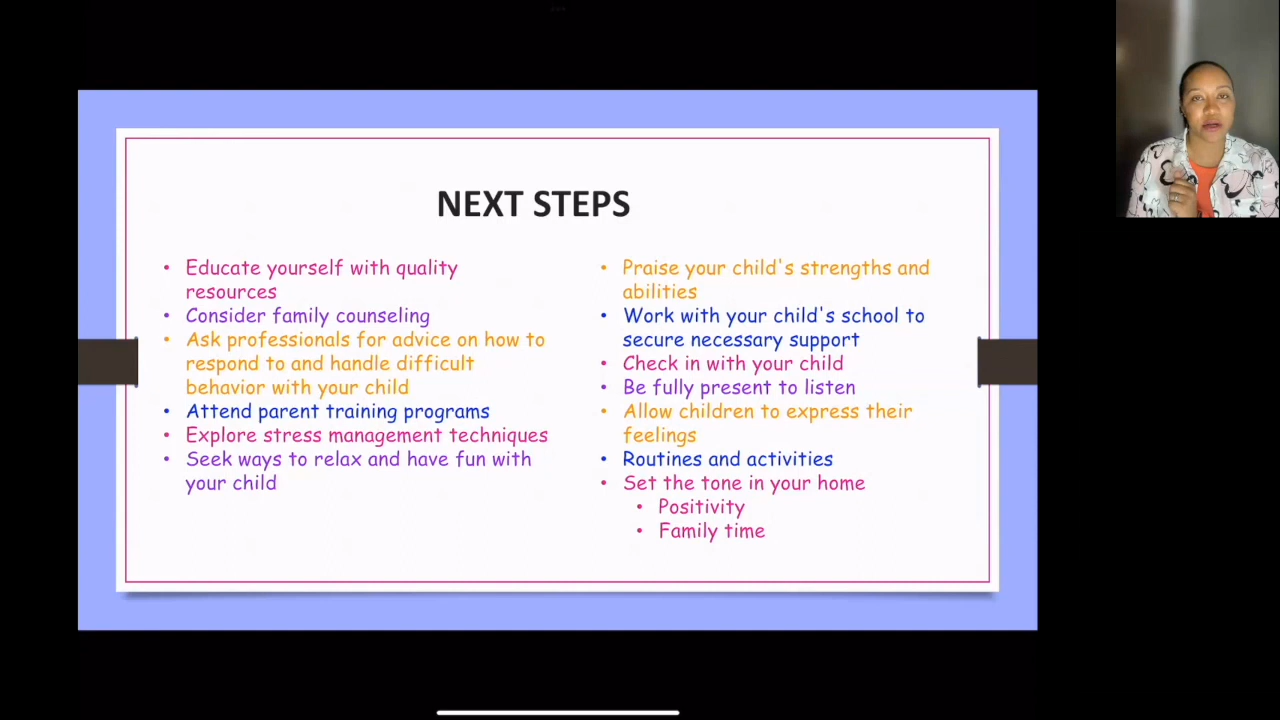 NEXT STEPS
• Educate yourself with quality
resources
• Consider family counseling
• Ask professionals for advice on how to
respond to and handle difficult
behavior with your child
• Attend parent training programs
• Explore stress management techniques
• Seek ways to relax and have fun with
your child
• Praise your child's strengths and
abilities
• Work with your child's school to
secure necessary support
• Check in with your child
• Be fully present to listen
• Allow children to express their
feelings
• Routines and activities
• Set the tone in your home
• Positivity
• Family time